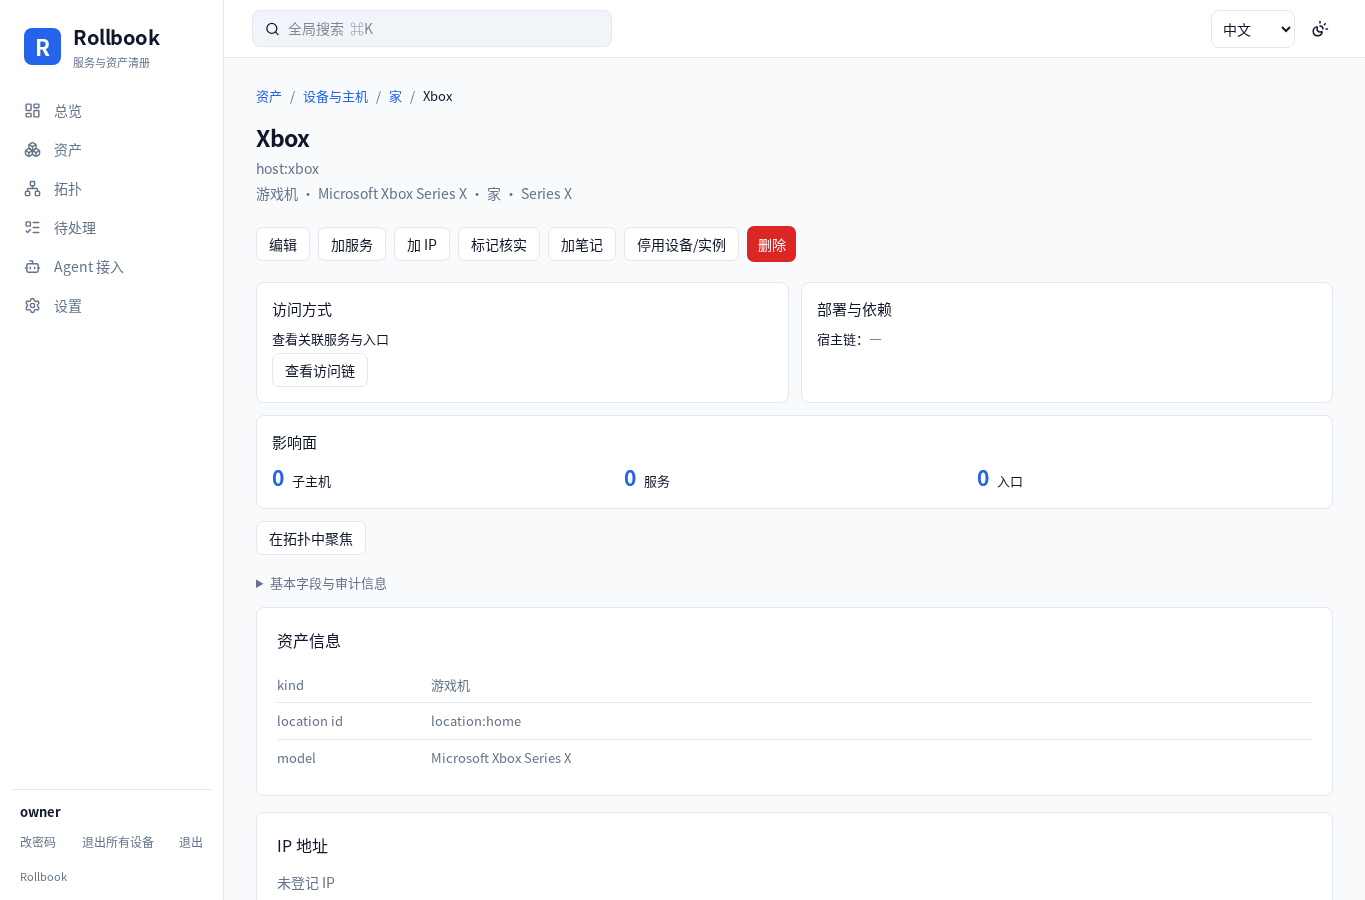 R
Rollbook
服务与资产清册
总览
资产
拓扑
待处理
Agent 接入
设置
owner
改密码 退出所有设备 退出
Rollbook
全局搜索 ⌘K
中文
资产 / 设备与主机 / 家 / Xbox
Xbox
host:xbox
游戏机 • Microsoft Xbox Series X • 家 • Series X
编辑 加服务 加 IP 标记核实 加笔记 停用设备/实例 删除
访问方式
查看关联服务与入口
查看访问链
部署与依赖
宿主链: —
影响面
0 子主机 0 服务 0 入口
在拓扑中聚焦
▶ 基本字段与审计信息
资产信息
kind 游戏机
location id location:home
model Microsoft Xbox Series X
IP 地址
未登记 IP